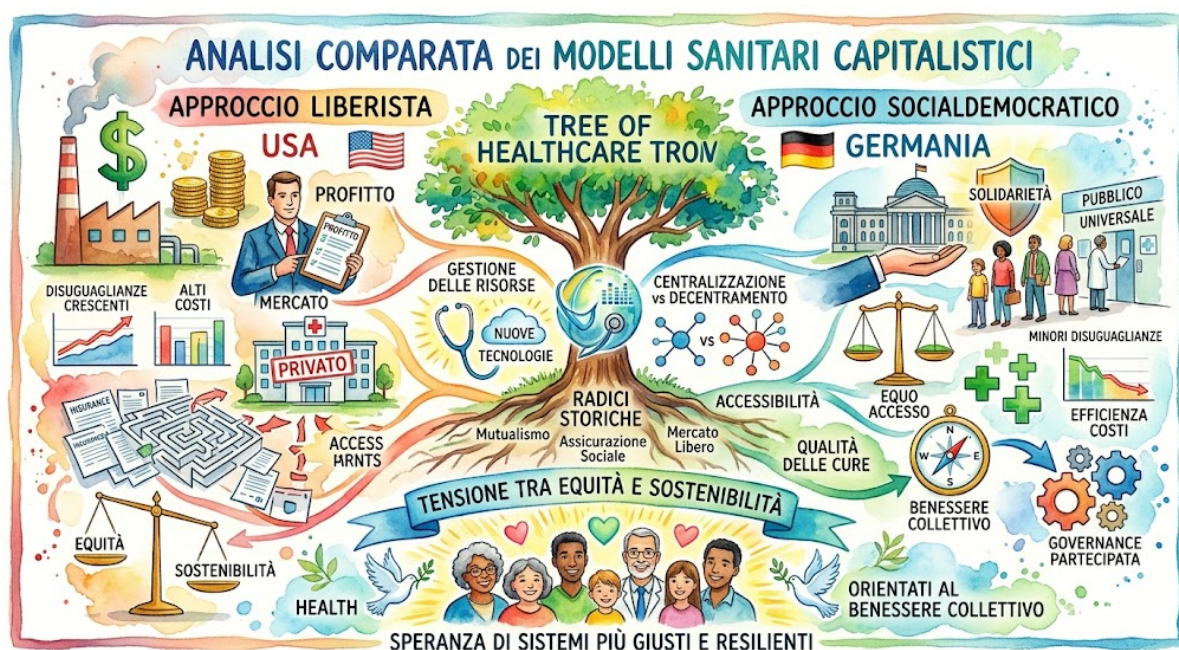 ANALISI COMPARATA DEI MODELLI SANITARI CAPITALISTICI
APPROCCIO LIBERISTA
USA
$
PROFITTO
PROFITTO
MERCATO
DISUGUAGLIANZE
CRESCENTI
ALTI
COSTI
PRIVATO
INSURANCE
ACCESS
HRNTS
EQUITÀ
SOSTENIBILITÀ
TREE OF
HEALTHCARE TRON
GESTIONE
DELLE RISORSE
NUOVE
TECNOLOGIE
CENTRALIZZAZIONE
vs DECENTRAMENTO
VS
RADICI
STORICHE
Mutualismo
Assicurazione
Sociale
Mercato
Libero
ACCESSIBILITÀ
QUALITÀ
DELLE CURE
APPROCCIO SOCIALDEMOCRATICO
GERMANIA
SOLIDARIETÀ
PUBBLICO
UNIVERSALE
EQUO
ACCESSO
MINORI DISUGUAGLIANZE
EFFICIENZA
COSTI
N
W
E
S
BENESSERE
COLLETTIVO
GOVERNANCE
PARTECIPATA
TENSIONE TRA EQUITÀ E SOSTENIBILITÀ
HEALTH
ORIENTATI AL
BENESSERE COLLETTIVO
SPERANZA DI SISTEMI PIÙ GIUSTI E RESILIENTI